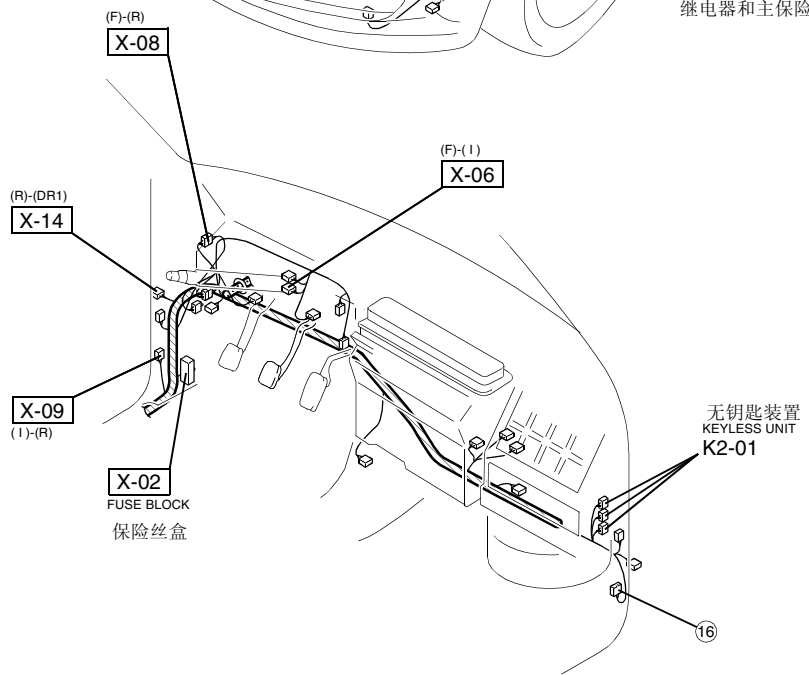 继电器和主保险
(F)-(R)
X-08
(F)-( I )
X-06
(R)-(DR1)
X-14
X-09
( I )-(R)
无钥匙装置
KEYLESS UNIT
K2-01
X-02
FUSE BLOCK
保险丝盒
16